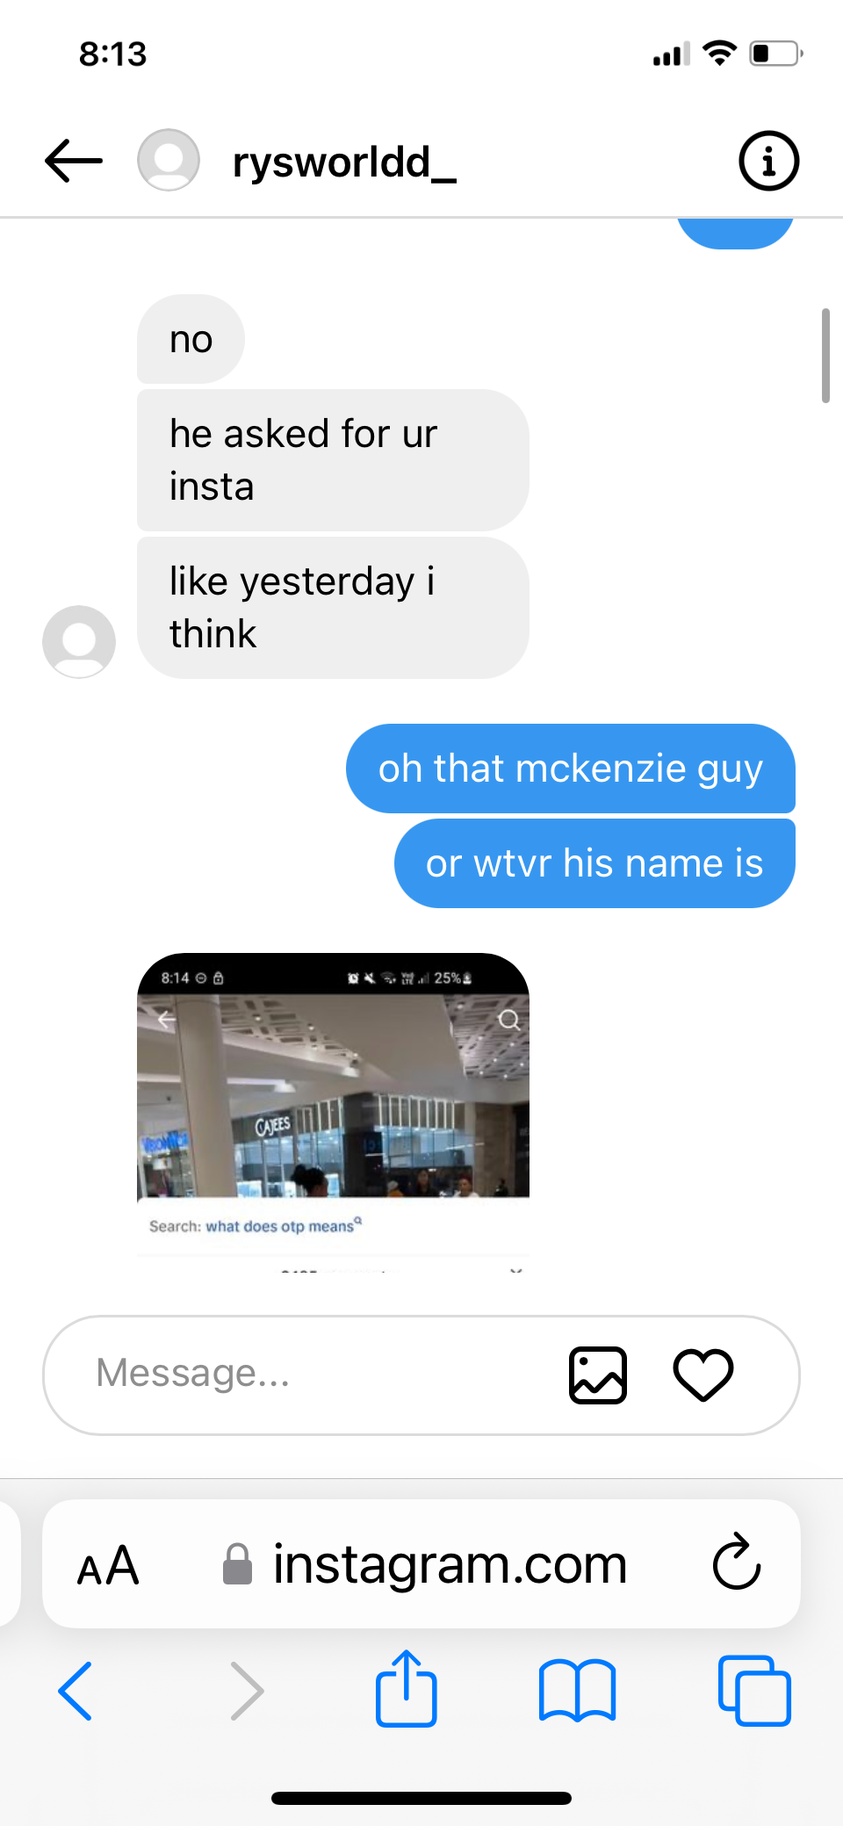 8:13
rysworldd_
no
he asked for ur
insta
like yesterday i
think
oh that mckenzie guy
or wtvr his name is
8:14
25%
CAJEES
Search: what does otp means
Message...
AA instagram.com